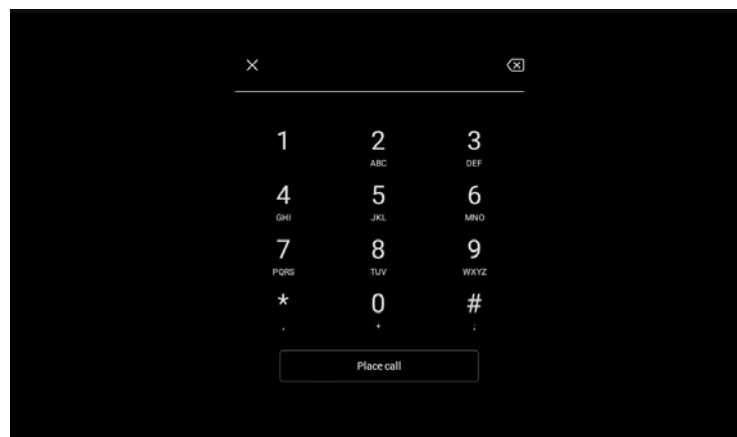 1 2 3
ABC DEF
4 5 6
GHI JKL MNO
7 8 9
PQRS TUV WXYZ
* 0 #
, + ;
Place call